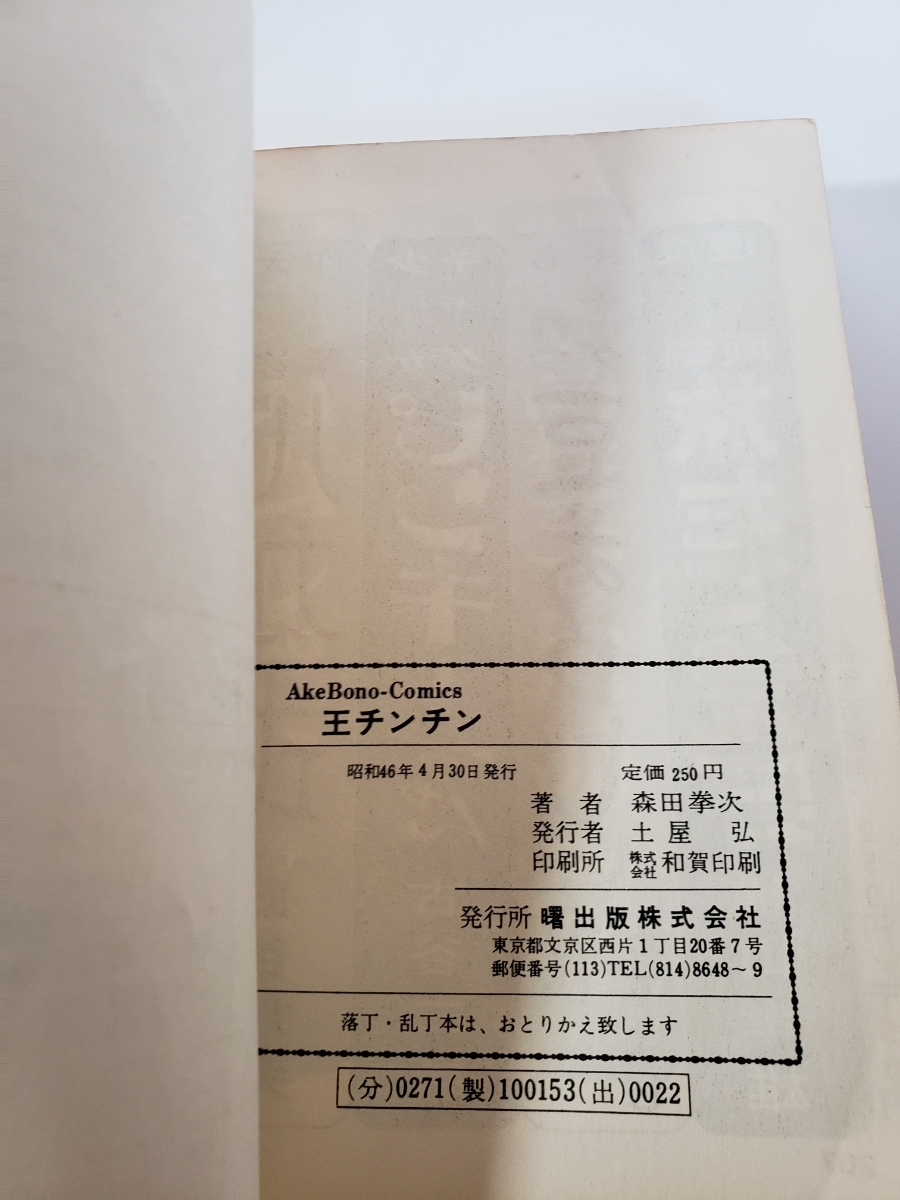 AkeBono-Comics
王チンチン
昭和46年4月30日発行 定価 250円
著者 森田拳次
発行者 土屋 弘
印刷所 株式会社 和賀印刷
発行所 曙出版株式会社
東京都文京区西片1丁目20番7号
郵便番号(113)TEL(814)8648〜9
落丁・乱丁本は、おとりかえ致します
(分)0271(製)100153(出)0022